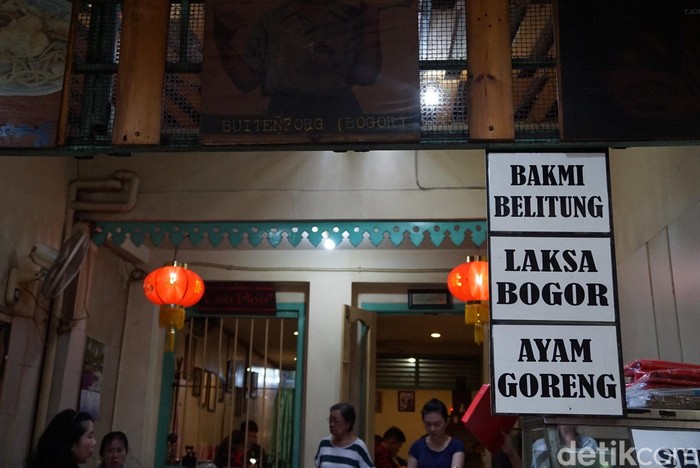 BUITENZORG (BOGOR)
BAKMI
BELITUNG
LAKSA
BOGOR
AYAM
GORENG
detikcom